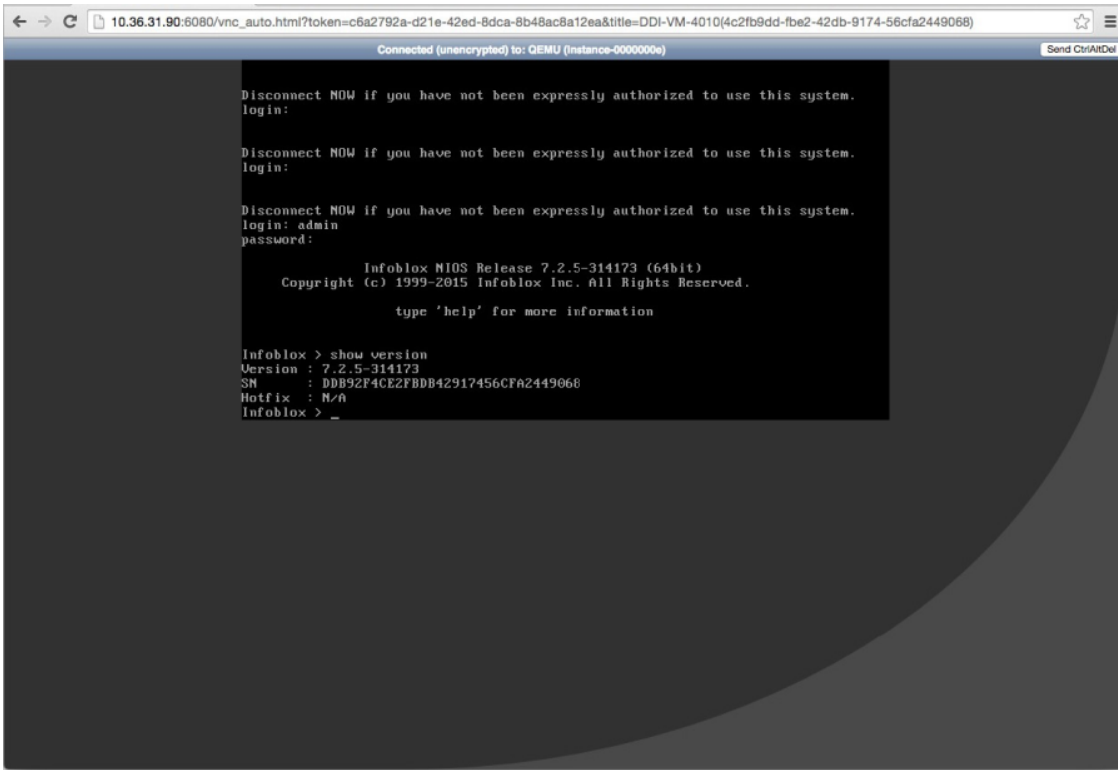 10.36.31.90:6080/vnc_auto.html?token=c6a2792a-d21e-42ed-8dca-8b48ac8a12ea&title=DDI-VM-4010(4c2fb9dd-fbe2-42db-9174-56cfa2449068)
Connected (unencrypted) to: QEMU (instance-0000000e)
Send CtrlAltDel
Disconnect NOW if you have not been expressly authorized to use this system.
login:
Disconnect NOW if you have not been expressly authorized to use this system.
login:
Disconnect NOW if you have not been expressly authorized to use this system.
login: admin
password:
Infoblox NIOS Release 7.2.5-314173 (64bit)
Copyright (c) 1999-2015 Infoblox Inc. All Rights Reserved.
type 'help' for more information
Infoblox > show version
Version : 7.2.5-314173
SN : DDB92F4CE2FBDB42917456CFA2449068
Hotfix : N/A
Infoblox > _